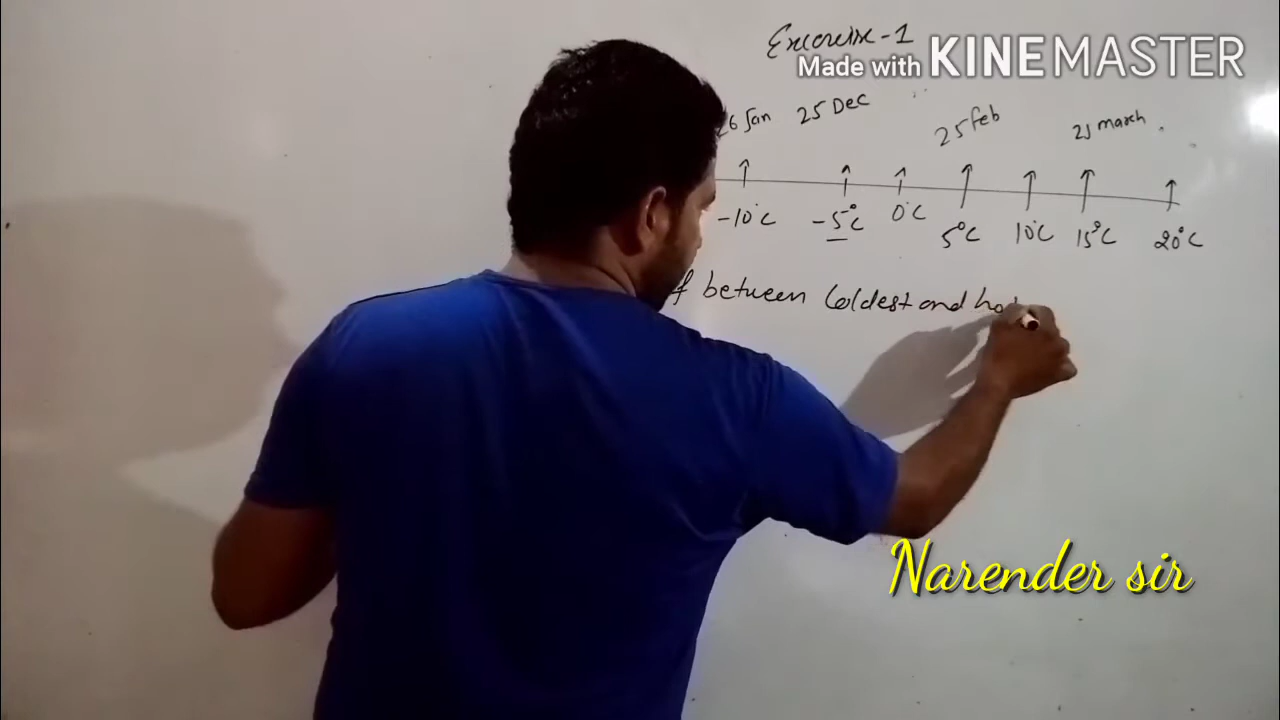 Exercise-1
Made with KINEMASTER
26 Jan 25 Dec 25 feb 21 march
-10°C -5°C 0°C 5°C 10°C 15°C 20°C
between Coldest and
Narender sir